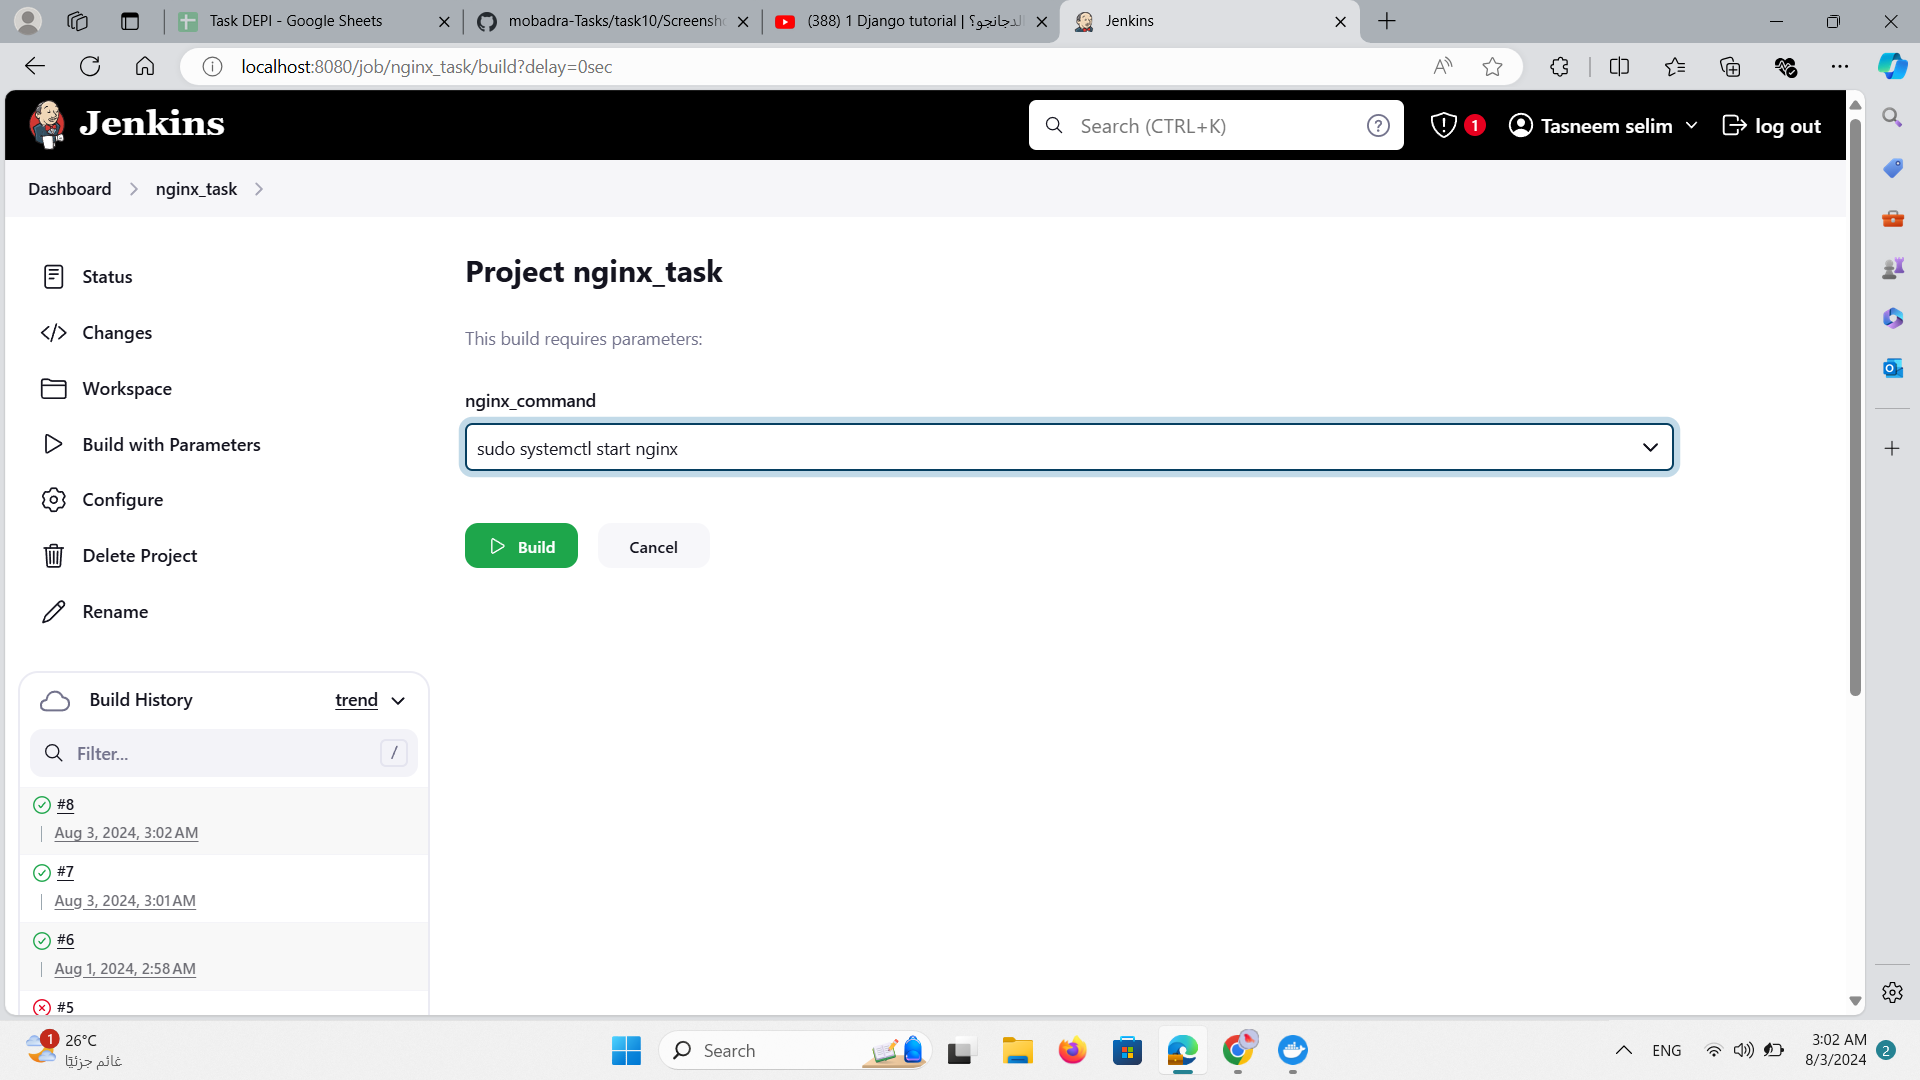 Task DEPI - Google Sheets
mobadra-Tasks/task10/Screensho
(388) 1 Django tutorial | الدجانجو؟
Jenkins
localhost:8080/job/nginx_task/build?delay=0sec
Jenkins
Search (CTRL+K)
1
Tasneem selim
log out
Dashboard
nginx_task
Status
Changes
Workspace
Build with Parameters
Configure
Delete Project
Rename
Project nginx_task
This build requires parameters:
nginx_command
sudo systemctl start nginx
Build
Cancel
Build History
trend
Filter...
/
#8
Aug 3, 2024, 3:02 AM
#7
Aug 3, 2024, 3:01 AM
#6
Aug 1, 2024, 2:58 AM
#5
1
26°C
غائم جزئيًا
Search
ENG
3:02 AM
8/3/2024
2